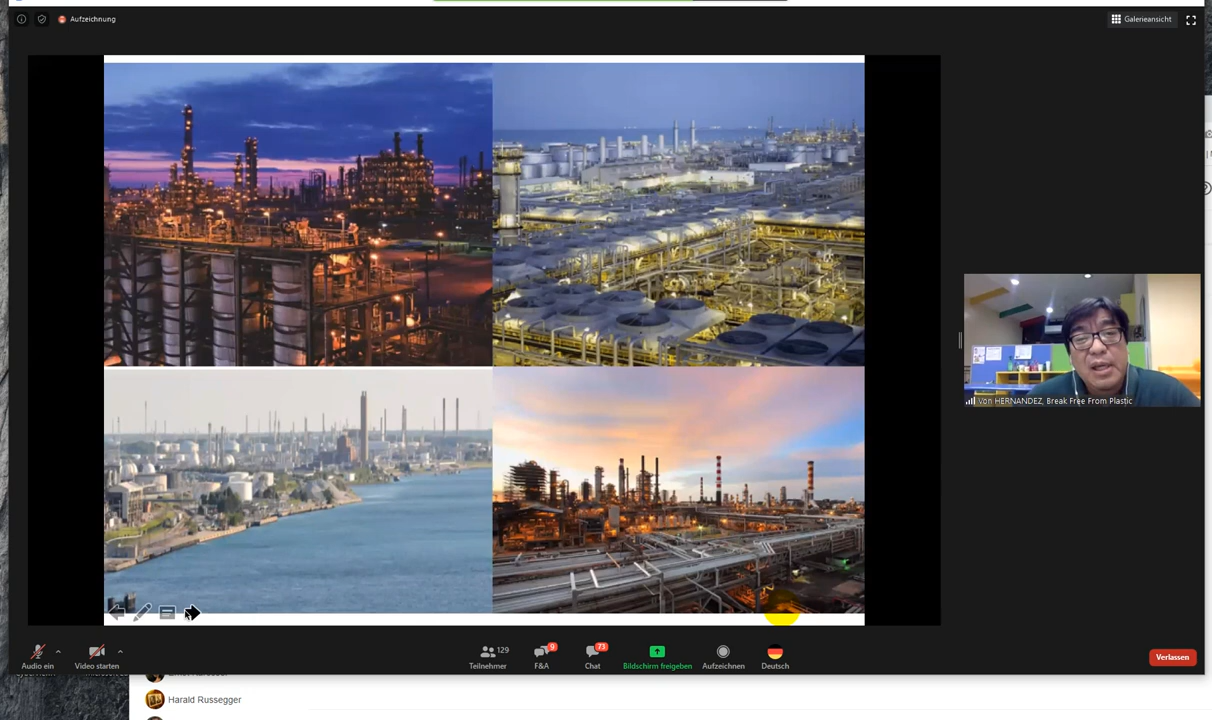 Aufzeichnung
Galerieansicht
Von HERNANDEZ, Break Free From Plastic
Audio ein
Video starten
129
Teilnehmer
9
F&A
73
Chat
Bildschirm freigeben
Aufzeichnen
Deutsch
Verlassen
Harald Russegger